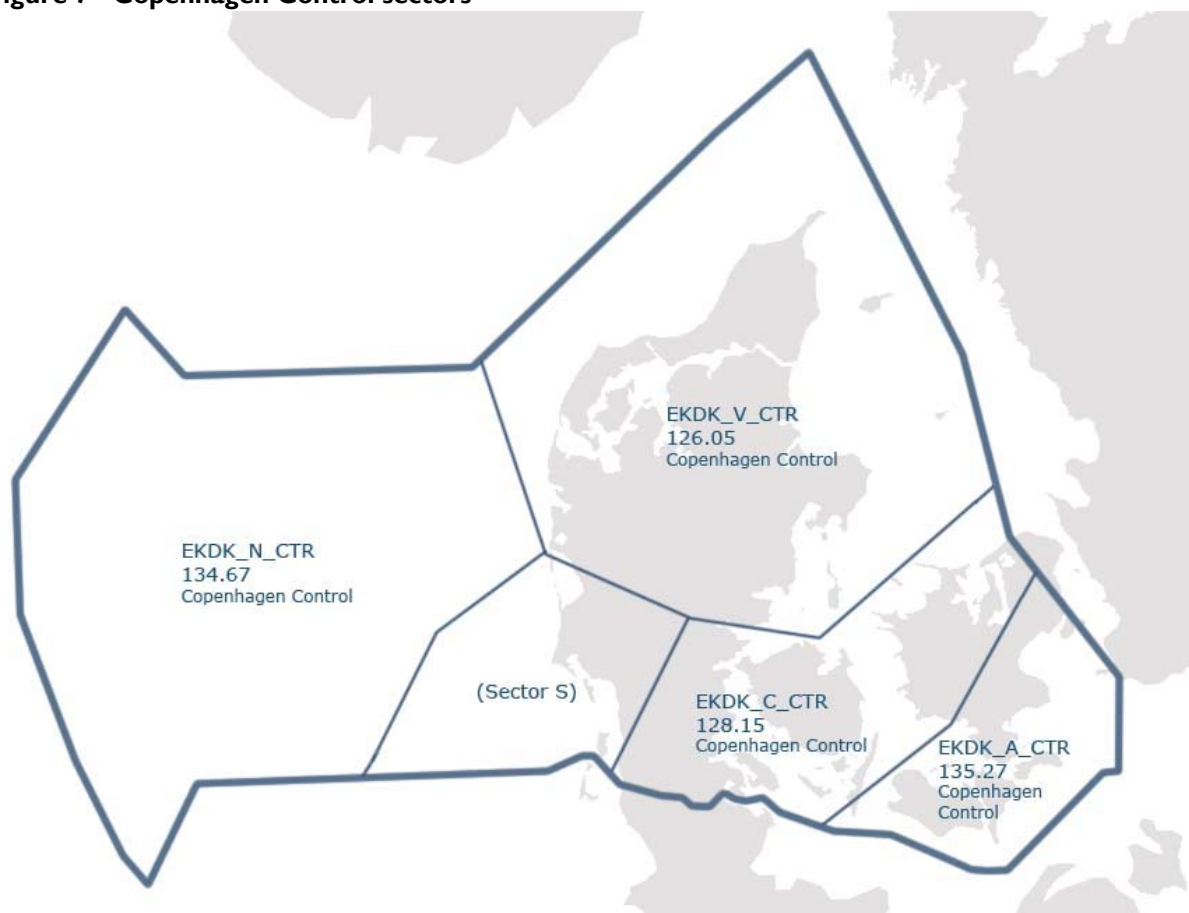 Figure 7 - Copenhagen Control sectors
EKDK_V_CTR
126.05
Copenhagen Control
EKDK_N_CTR
134.67
Copenhagen Control
(Sector S)
EKDK_C_CTR
128.15
Copenhagen Control
EKDK_A_CTR
135.27
Copenhagen
Control